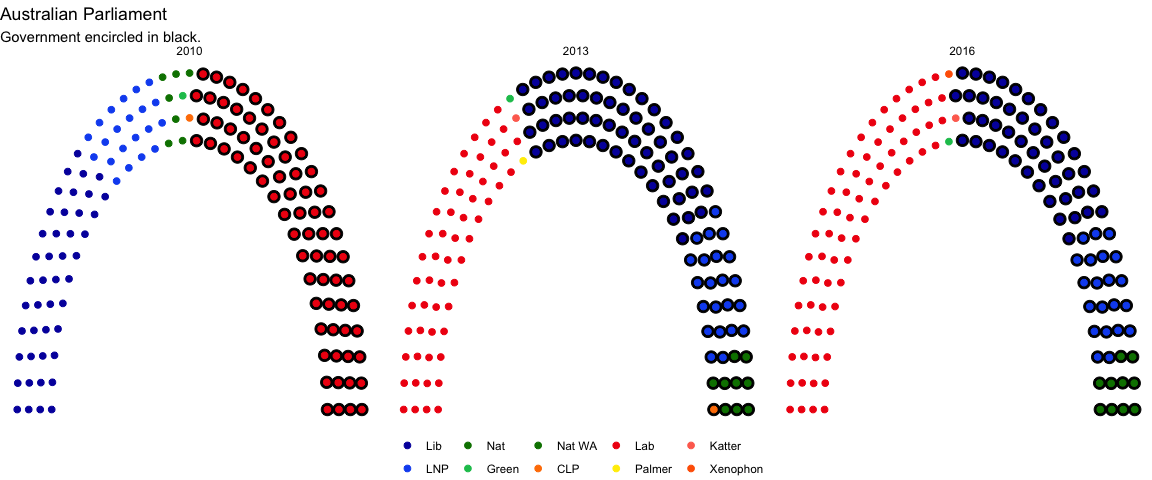 Australian Parliament
Government encircled in black.
2010 2013 2016
Lib Nat Nat WA Lab Katter
LNP Green CLP Palmer Xenophon